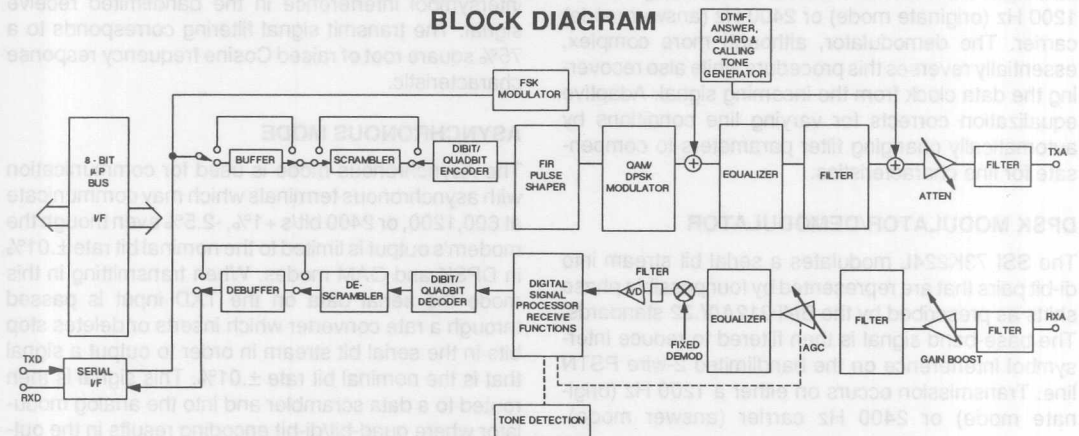 BLOCK DIAGRAM
1200 Hz (originate mode) or 2400
carrier. The demodulator, although more complex,
essentially reverses this procedure while also recover-
ing the data clock from the incoming signal. Adaptive
equalization corrects for varying line conditions by
automatically changing filter parameters to compen-
sate for line characteristics.
DPSK MODULATOR/DEMODULATOR
The SSI 73K224L modulates a serial bit stream into
di-bit pairs that are represented by four
as prescribed by the
standards.
The base-band signal is then filtered to reduce inter-
symbol interference on the bandlimited 2-wire PSTN
line. Transmission occurs on either a 1200 Hz (origi-
nate mode) or 2400 Hz carrier (answer mode).
intersymbol interference in the bandlimited receive
signal. The transmit signal filtering corresponds to a
75% square root of raised Cosine frequency response
characteristic.
ASYNCHRONOUS MODE
The asynchronous mode is used for communication
with asynchronous terminals which may communicate
at 600, 1200, or 2400 bit/s +1%, -2.5% even though the
modem's output is limited to the nominal bit rate ±.01%
in DPSK and QAM modes. When transmitting in this
mode the serial data on the TXD input is passed
through a rate converter which inserts or deletes stop
bits in the serial bit stream in order to output a signal
that is the nominal bit rate ±.01%. This signal is then
routed to a data scrambler and into the analog modu-
lator where quad-bit/di-bit encoding results in the out-
DTMF,
ANSWER,
GUARD &
CALLING
TONE
GENERATOR
FSK
MODULATOR
8 - BIT
µP
BUS
I/F
BUFFER
SCRAMBLER
DIBIT/
QUADBIT
ENCODER
FIR
PULSE
SHAPER
QAM/
DPSK
MODULATOR
+
EQUALIZER
FILTER
+
ATTEN
FILTER
DEBUFFER
DE-
SCRAMBLER
DIBIT/
QUADBIT
DECODER
DIGITAL
SIGNAL
PROCESSOR
RECEIVE
FUNCTIONS
FILTER
A/D
FIXED
DEMOD
EQUALIZER
AGC
FILTER
GAIN BOOST
FILTER
TXD
RXD
SERIAL
I/F
TONE DETECTION